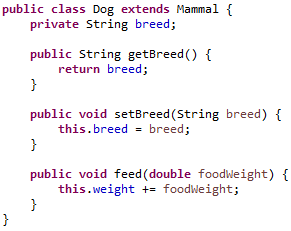 public class Dog extends Mammal {
    private String breed;

    public String getBreed() {
        return breed;
    }

    public void setBreed(String breed) {
        this.breed = breed;
    }

    public void feed(double foodWeight) {
        this.weight += foodWeight;
    }
}